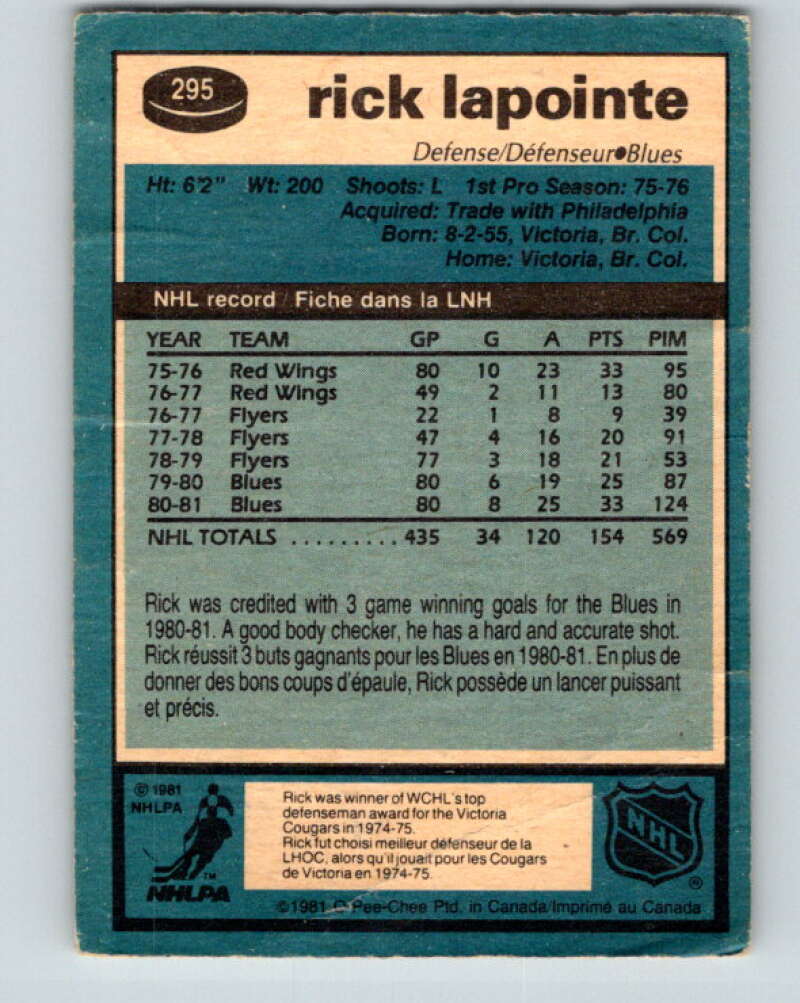 295
rick lapointe
Defense/Défenseur●Blues
Ht: 6'2" Wt: 200 Shoots: L 1st Pro Season: 75-76
Acquired: Trade with Philadelphia
Born: 8-2-55, Victoria, Br. Col.
Home: Victoria, Br. Col.
NHL record / Fiche dans la LNH
YEAR TEAM GP G A PTS PIM
75-76 Red Wings 80 10 23 33 95
76-77 Red Wings 49 2 11 13 80
76-77 Flyers 22 1 8 9 39
77-78 Flyers 47 4 16 20 91
78-79 Flyers 77 3 18 21 53
79-80 Blues 80 6 19 25 87
80-81 Blues 80 8 25 33 124
NHL TOTALS ......... 435 34 120 154 569
Rick was credited with 3 game winning goals for the Blues in
1980-81. A good body checker, he has a hard and accurate shot.
Rick réussit 3 buts gagnants pour les Blues en 1980-81. En plus de
donner des bons coups d'épaule, Rick possède un lancer puissant
et précis.
© 1981
NHLPA
TM
NHLPA
Rick was winner of WCHL's top
defenseman award for the Victoria
Cougars in 1974-75.
Rick fut choisi meilleur défenseur de la
LHOC, alors qu'il jouait pour les Cougars
de Victoria en 1974-75.
NHL
®
©1981 O-Pee-Chee Ptd. in Canada/Imprimé au Canada